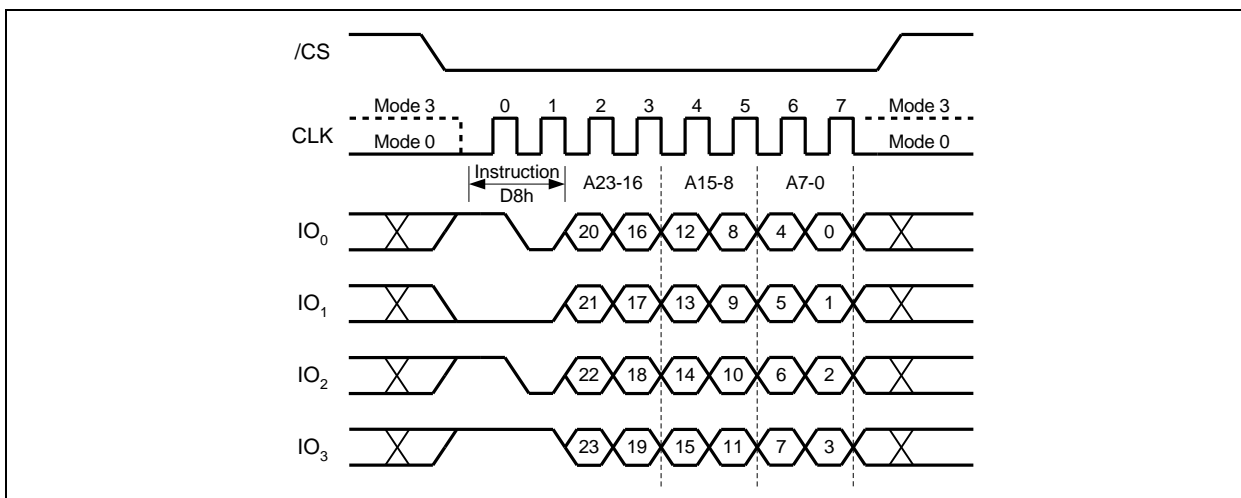 /CS
Mode 3 0 1 2 3 4 5 6 7 Mode 3
CLK
Mode 0 Mode 0
Instruction
D8h
A23-16 A15-8 A7-0
IO0 20 16 12 8 4 0
IO1 21 17 13 9 5 1
IO2 22 18 14 10 6 2
IO3 23 19 15 11 7 3